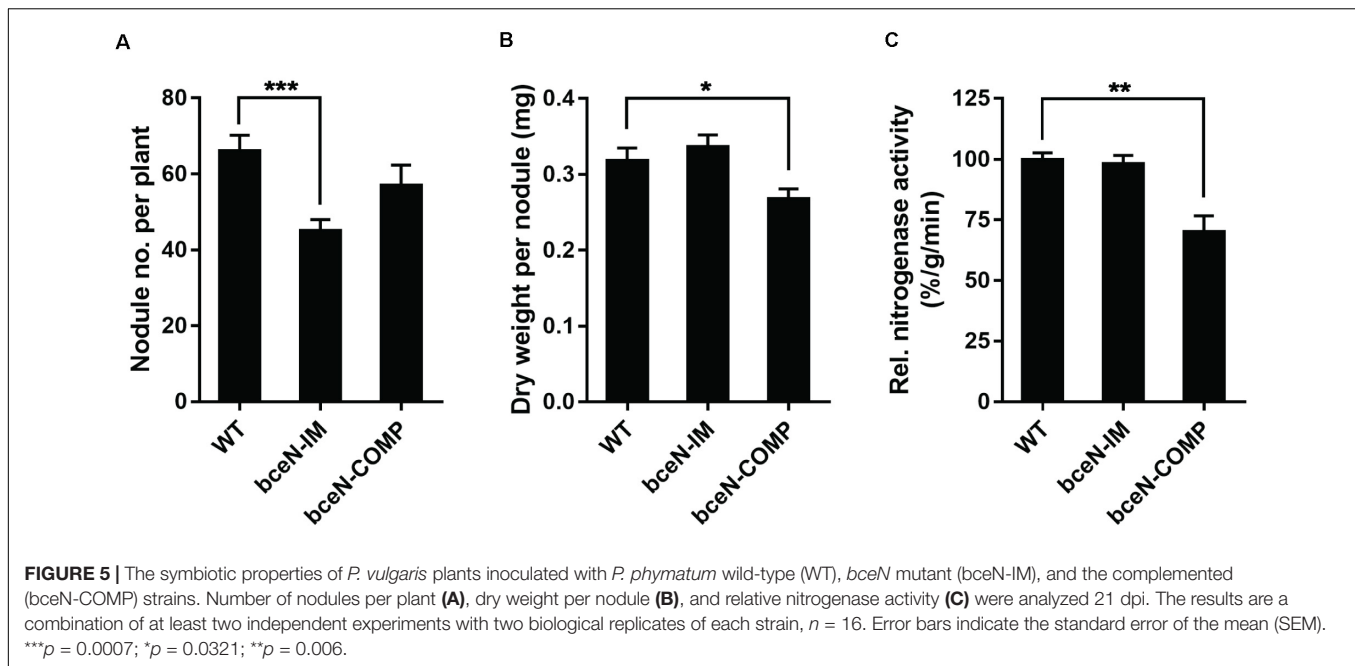 A
***
80
60
40
20
0
Nodule no. per plant
WT
bceN-IM
bceN-COMP
B
*
0.4
0.3
0.2
0.1
0.0
Dry weight per nodule (mg)
WT
bceN-IM
bceN-COMP
C
**
125
100
75
50
25
0
Rel. nitrogenase activity
(%/g/min)
WT
bceN-IM
bceN-COMP
FIGURE 5 | The symbiotic properties of P. vulgaris plants inoculated with P. phymatum wild-type (WT), bceN mutant (bceN-IM), and the complemented
(bceN-COMP) strains. Number of nodules per plant (A), dry weight per nodule (B), and relative nitrogenase activity (C) were analyzed 21 dpi. The results are a
combination of at least two independent experiments with two biological replicates of each strain, n = 16. Error bars indicate the standard error of the mean (SEM).
***p = 0.0007; *p = 0.0321; **p = 0.006.